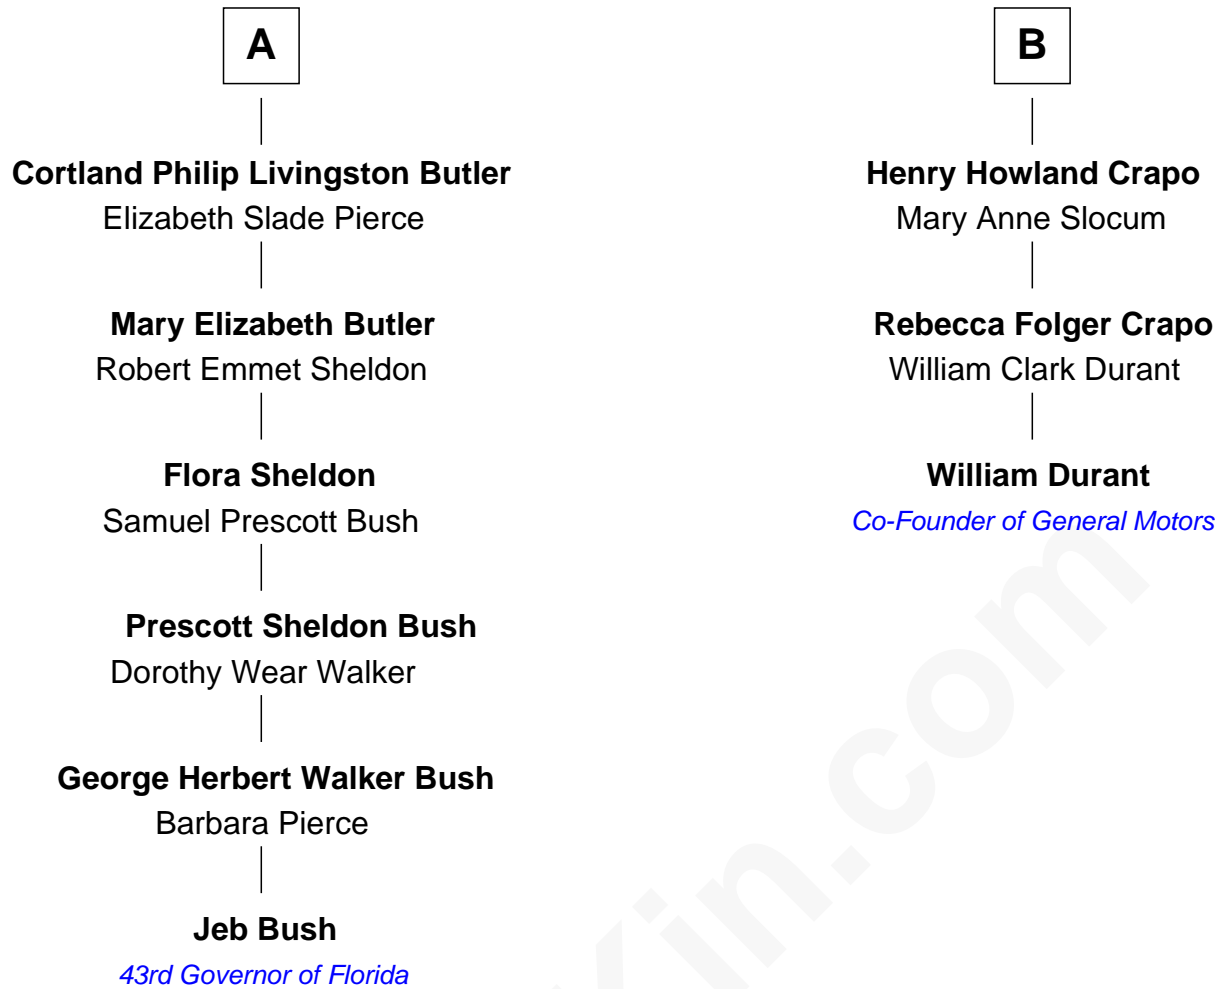 A
Cortland Philip Livingston Butler
Elizabeth Slade Pierce
Mary Elizabeth Butler
Robert Emmet Sheldon
Flora Sheldon
Samuel Prescott Bush
Prescott Sheldon Bush
Dorothy Wear Walker
George Herbert Walker Bush
Barbara Pierce
Jeb Bush
43rd Governor of Florida
B
Henry Howland Crapo
Mary Anne Slocum
Rebecca Folger Crapo
William Clark Durant
William Durant
Co-Founder of General Motors
Kin.com